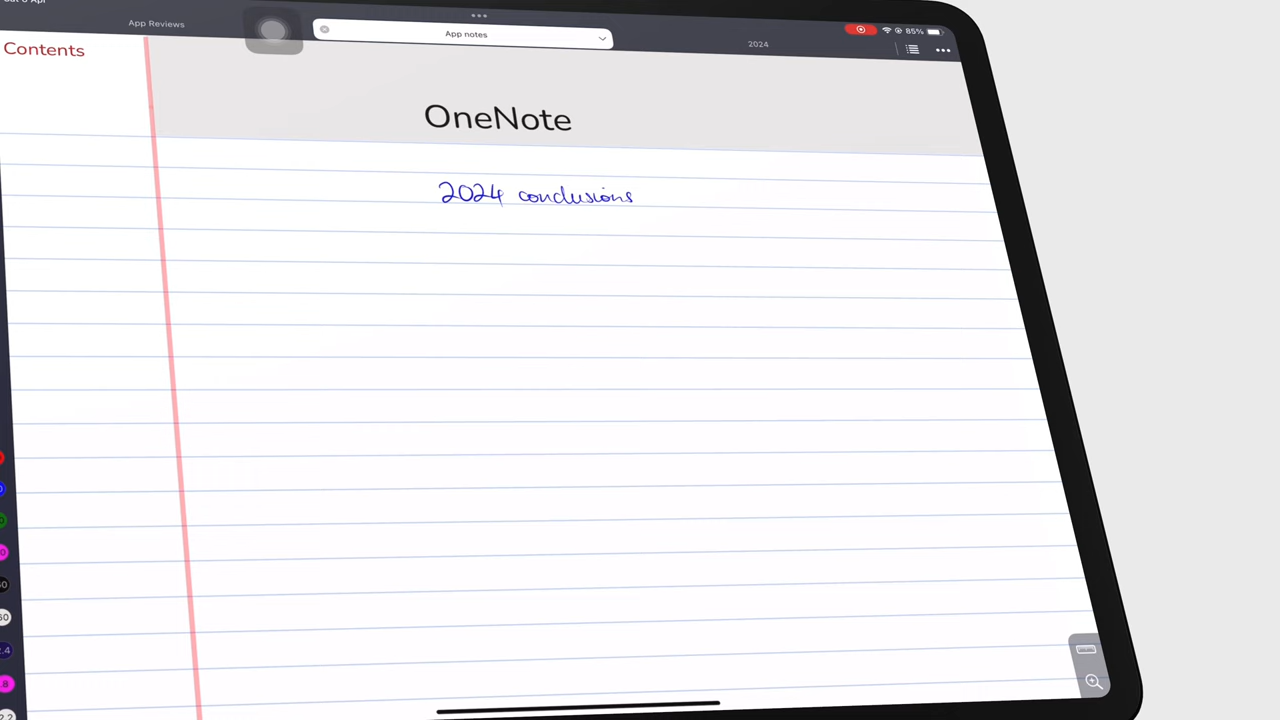 App Reviews
App notes
2024
85%
Contents
OneNote
2024 conclusions